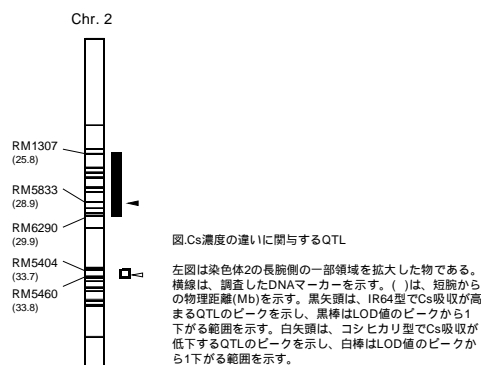 Chr. 2
RM1307
(25.8)
RM5833
(28.9)
RM6290
(29.9)
RM5404
(33.7)
RM5460
(33.8)
図.Cs濃度の違いに関与するQTL
左図は染色体2の長腕側の一部領域を拡大した物である。
横線は、調査したDNAマーカーを示す。( )は、短腕から
の物理距離(Mb)を示す。黒矢頭は、IR64型でCs吸収が高
まるQTLのピークを示し、黒棒はLOD値のピークから1
下がる範囲を示す。白矢頭は、コシヒカリ型でCs吸収が
低下するQTLのピークを示し、白棒はLOD値のピークか
ら1下がる範囲を示す。